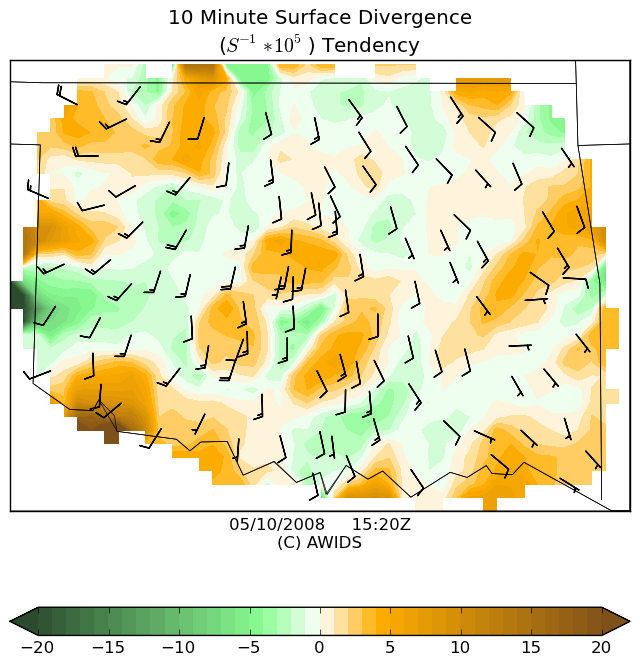 10 Minute Surface Divergence
(S⁻¹ *10⁵ ) Tendency
05/10/2008 15:20Z
(C) AWIDS
−20 −15 −10 −5 0 5 10 15 20